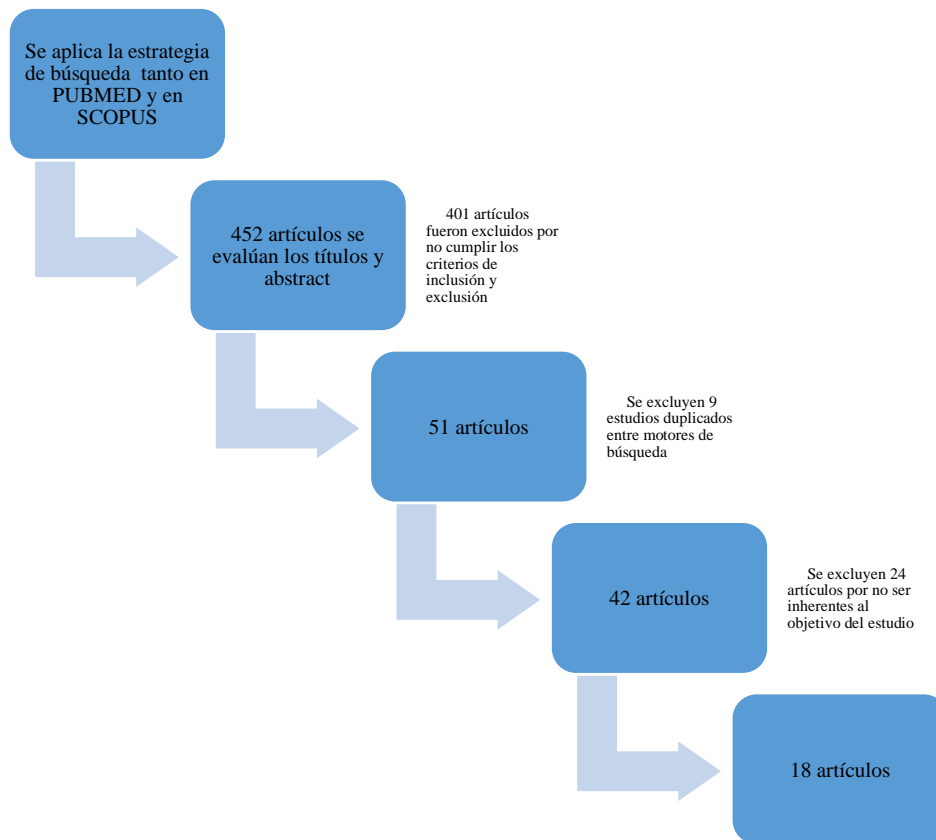 Se aplica la estrategia
de búsqueda tanto en
PUBMED y en
SCOPUS
452 artículos se
evalúan los títulos y
abstract
401 artículos
fueron excluidos por
no cumplir los
criterios de
inclusión y
exclusión
51 artículos
Se excluyen 9
estudios duplicados
entre motores de
búsqueda
42 artículos
Se excluyen 24
artículos por no ser
inherentes al
objetivo del estudio
18 artículos